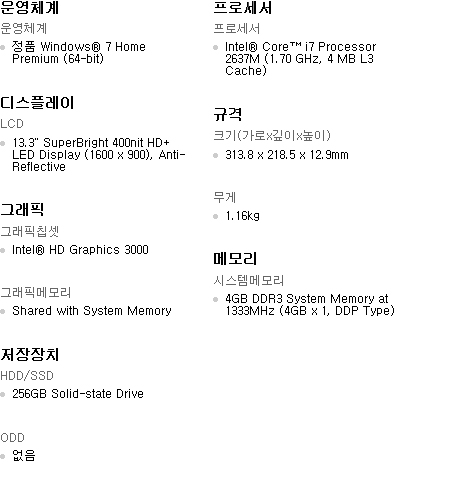 운영체계
운영체계
정품 Windows® 7 Home
Premium (64-bit)
디스플레이
LCD
13.3" SuperBright 400nit HD+
LED Display (1600 x 900), Anti-
Reflective
그래픽
그래픽칩셋
Intel® HD Graphics 3000
그래픽메모리
Shared with System Memory
저장장치
HDD/SSD
256GB Solid-state Drive
ODD
없음
프로세서
프로세서
Intel® Core™ i7 Processor
2637M (1.70 GHz, 4 MB L3
Cache)
규격
크기(가로x깊이x높이)
313.8 x 218.5 x 12.9mm
무게
1.16kg
메모리
시스템메모리
4GB DDR3 System Memory at
1333MHz (4GB x 1, DDP Type)